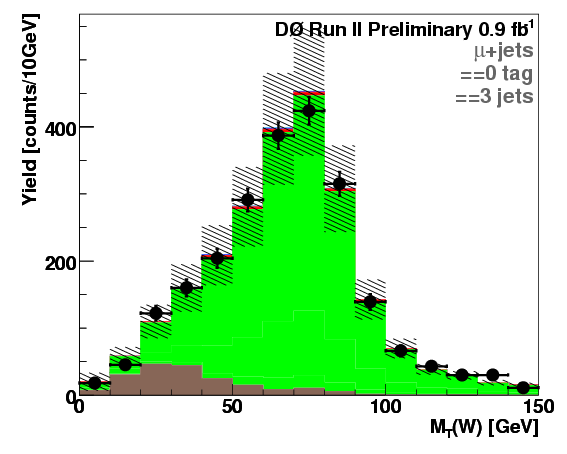 DØ Run II Preliminary 0.9 fb-1
μ+jets
==0 tag
==3 jets
Yield [counts/10GeV]
400
200
0
0 50 100 150
MT(W) [GeV]